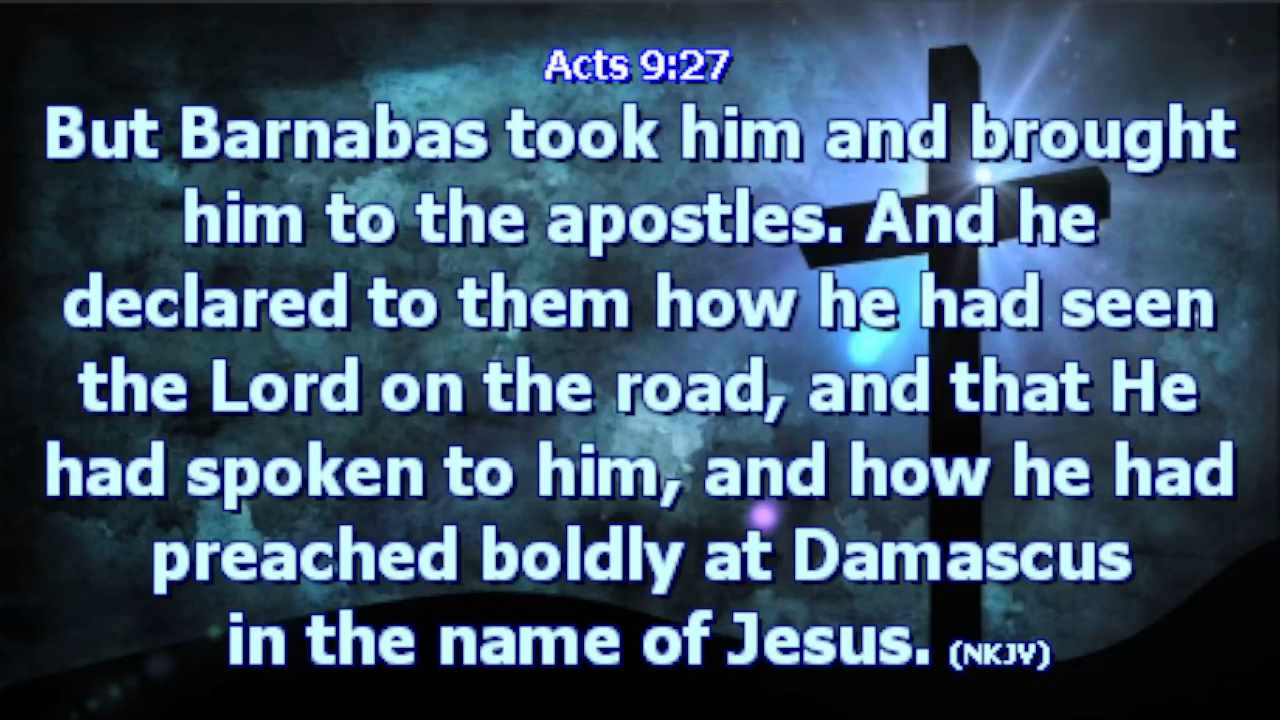 Acts 9:27
But Barnabas took him and brought
him to the apostles. And he
declared to them how he had seen
the Lord on the road, and that He
had spoken to him, and how he had
preached boldly at Damascus
in the name of Jesus. (NKJV)